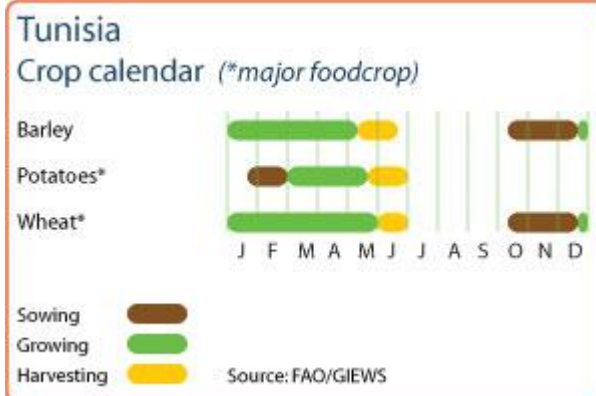 Tunisia
Crop calendar (*major foodcrop)
Barley
Potatoes*
Wheat*
J F M A M J J A S O N D
Sowing
Growing
Harvesting Source: FAO/GIEWS